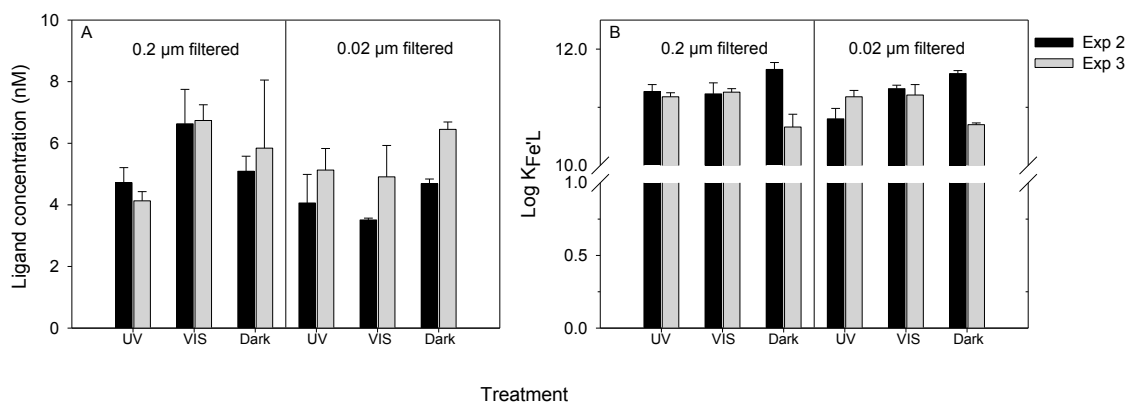 A
0.2 µm filtered
0.02 µm filtered
10
8
6
4
2
0
Ligand concentration (nM)
UV
VIS
Dark
UV
VIS
Dark
B
0.2 µm filtered
0.02 µm filtered
12.0
10.0
1.0
0.5
0.0
Log KFe'L
UV
VIS
Dark
UV
VIS
Dark
Exp 2
Exp 3
Treatment